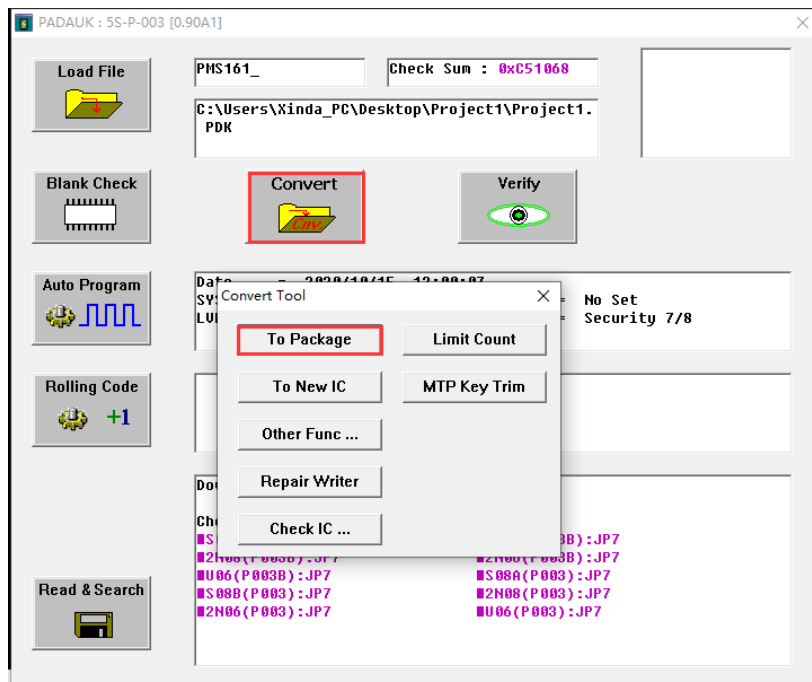 PADAUK : 5S-P-003 [0.90A1]
Load File
PMS161_
Check Sum : 0xC51068
C:\Users\Xinda_PC\Desktop\Project1\Project1.
PDK
Blank Check
Convert
Cnv.
Verify
Auto Program
No Set
Security 7/8
Convert Tool
To Package
Limit Count
To New IC
MTP Key Trim
Other Func ...
Repair Writer
Check IC ...
Rolling Code
+1
■U06(P003B):JP7
■S08A(P003):JP7
■S08B(P003):JP7
■2N08(P003):JP7
■2N06(P003):JP7
■U06(P003):JP7
Read & Search